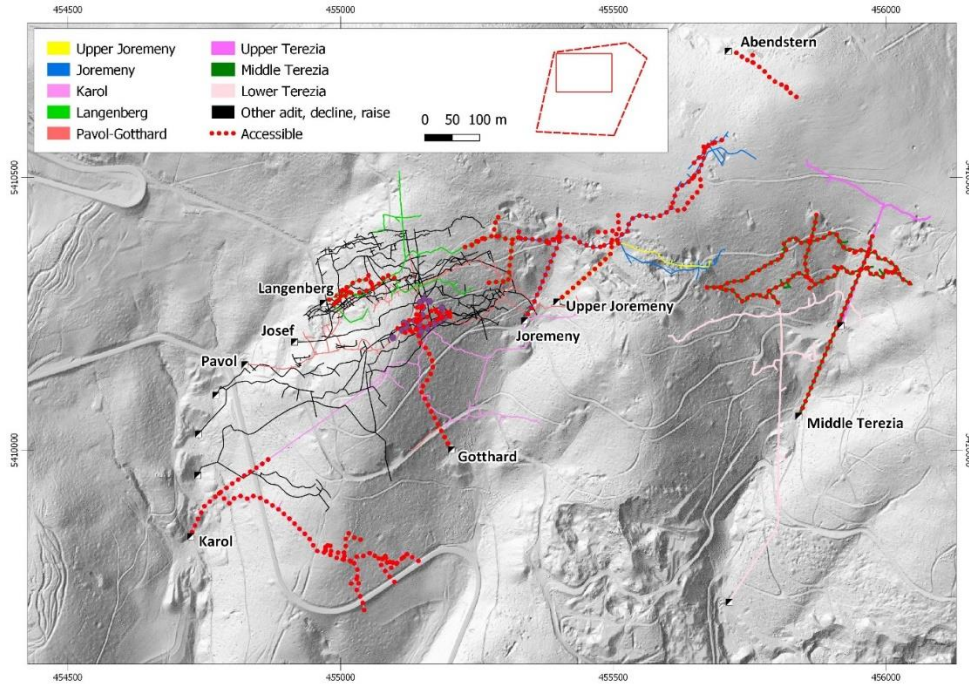 454500
455000
455500
456000
Upper Joremeny
Joremeny
Karol
Langenberg
Pavol-Gotthard
Upper Terezia
Middle Terezia
Lower Terezia
Other adit, decline, raise
Accessible
0 50 100 m
Abendstern
5410500
5410500
Langenberg
Upper Joremeny
Josef
Joremeny
Pavol
Middle Terezia
5410000
5410000
Gotthard
Karol
454500
455000
455500
456000